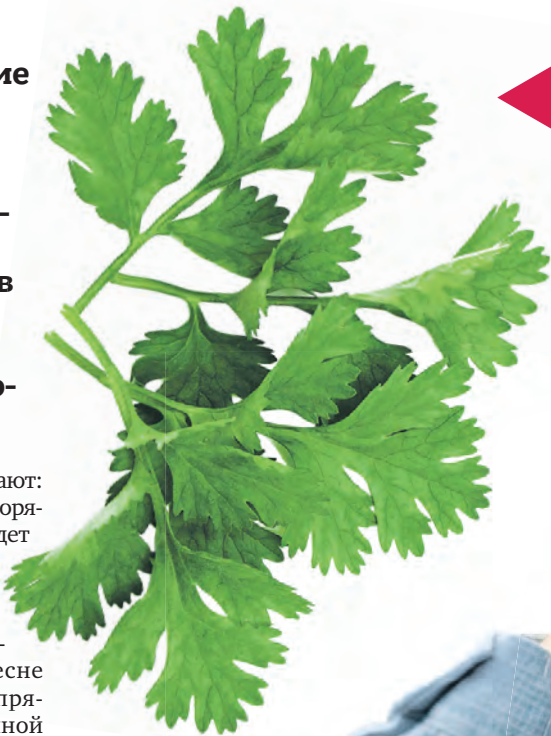 ие
-
в
о-
ают:
оря-
дет
-
есне
пря-
ной